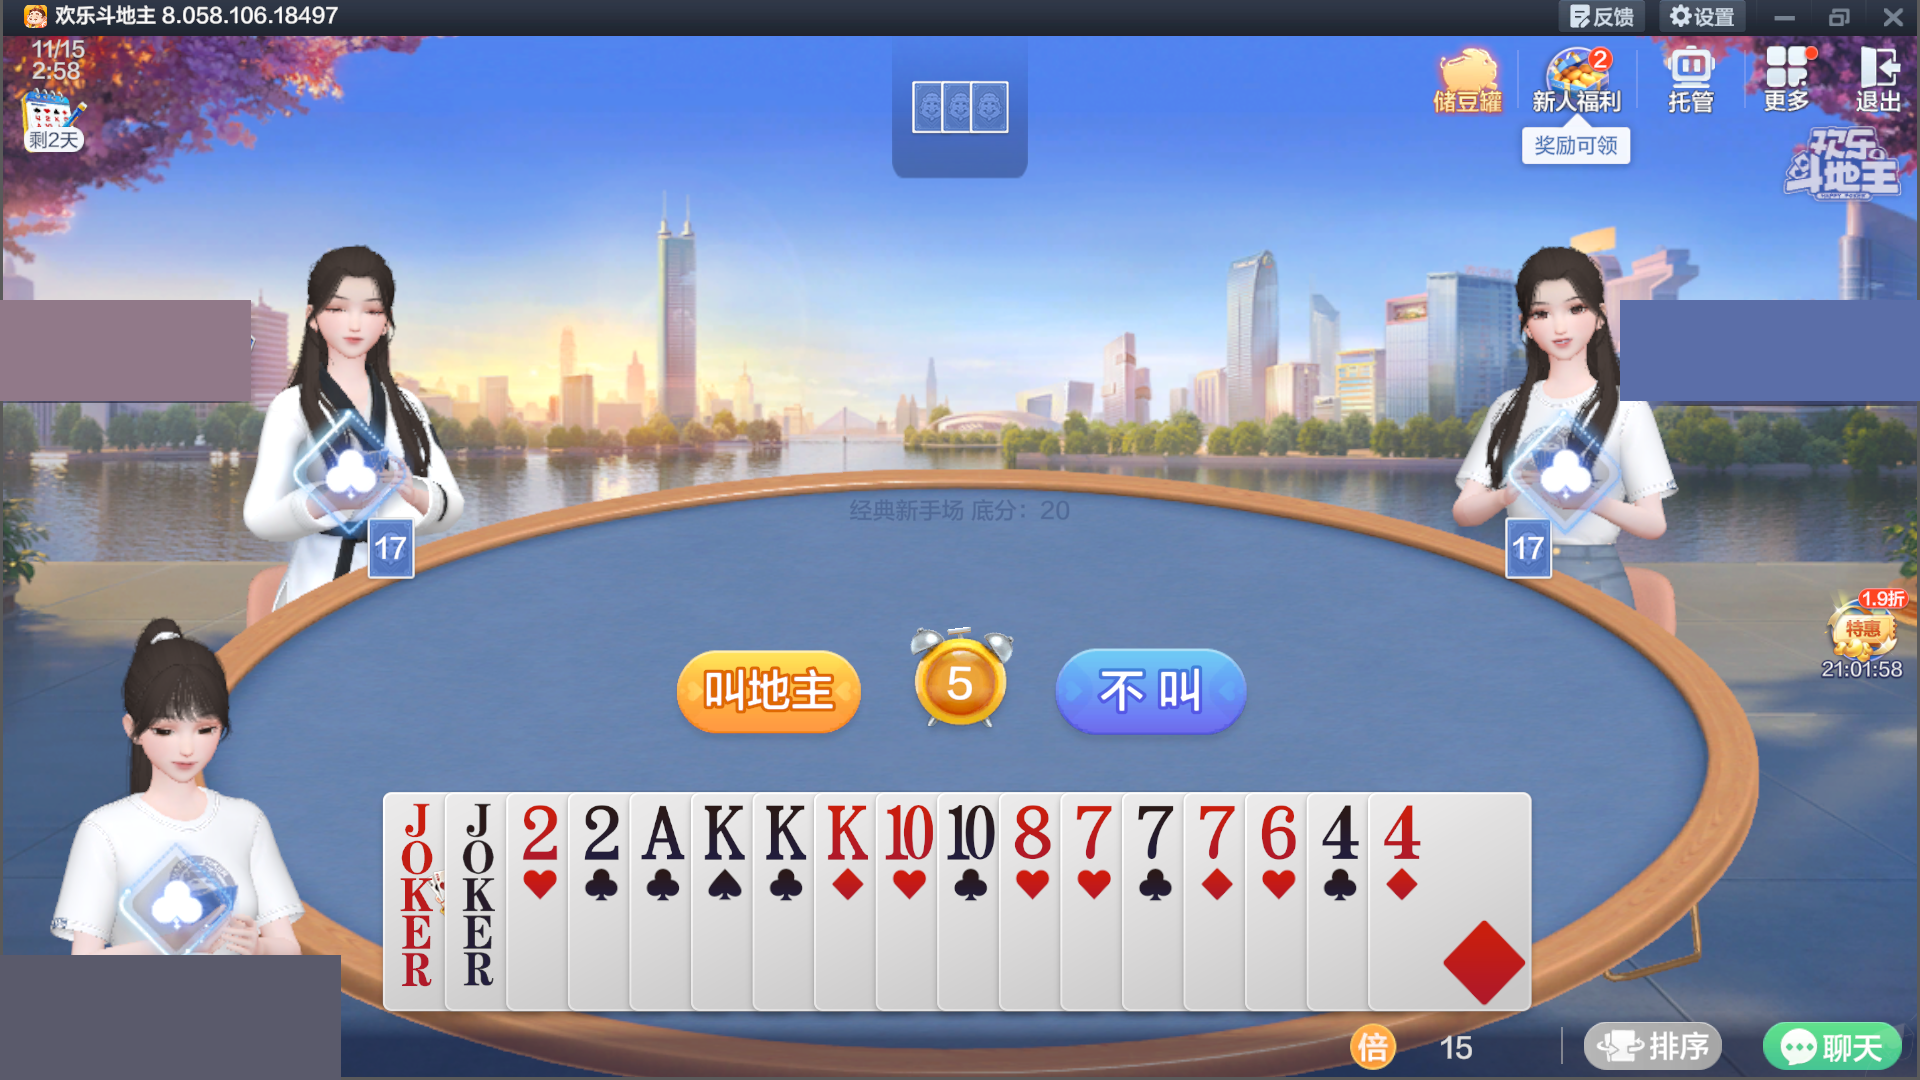 欢乐斗地主 8.058.106.18497
反馈
设置
11/15
2:58
剩2天
储豆罐
2
新人福利
托管
更多
退出
奖励可领
欢乐
斗地主
经典新手场 底分：20
17
17
1.9折
特惠
21:01:58
叫地主
5
不叫
JOKER
JOKER
2
2
A
K
K
K
10
10
8
7
7
7
6
4
4
倍
15
排序
聊天